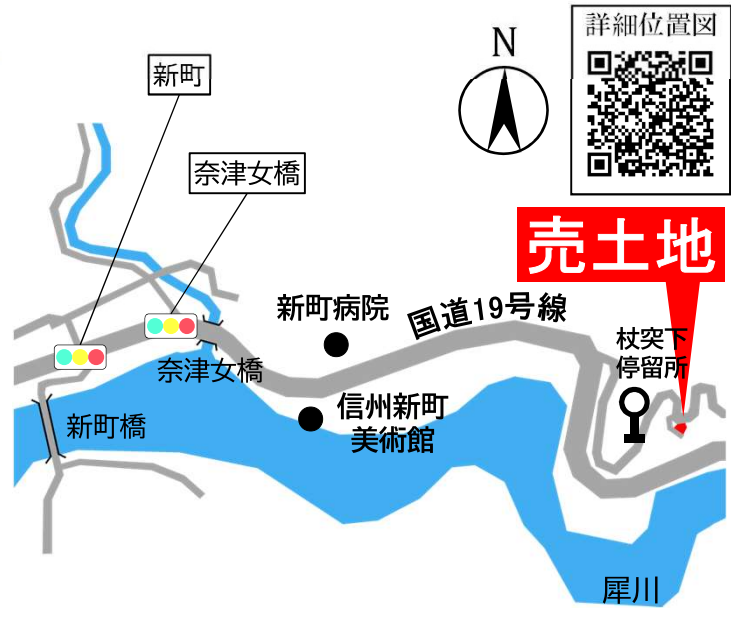 詳細位置図
N
新町
奈津女橋
売土地
新町病院
国道19号線
杖突下
停留所
奈津女橋
信州新町
美術館
新町橋
犀川